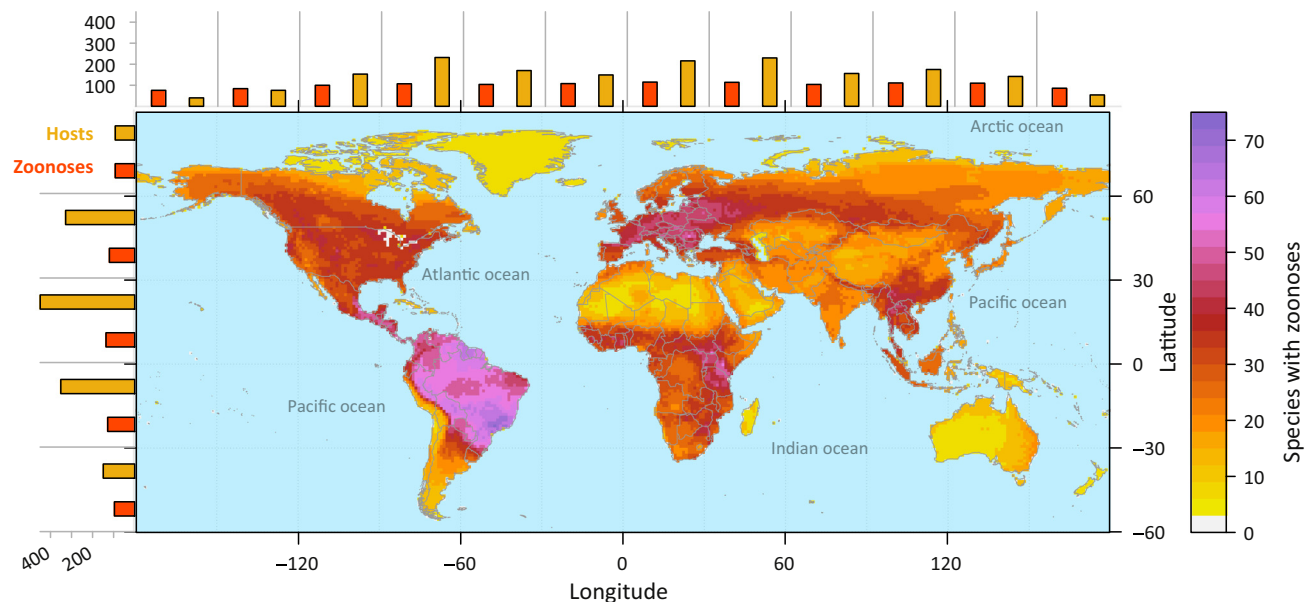 400
300
200
100
Hosts
Zoonoses
Arctic ocean
Atlantic ocean
Pacific ocean
Pacific ocean
Indian ocean
60
30
0
−30
−60
Latitude
70
60
50
40
30
20
10
0
Species with zoonoses
400
200
−120
−60
0
60
120
Longitude